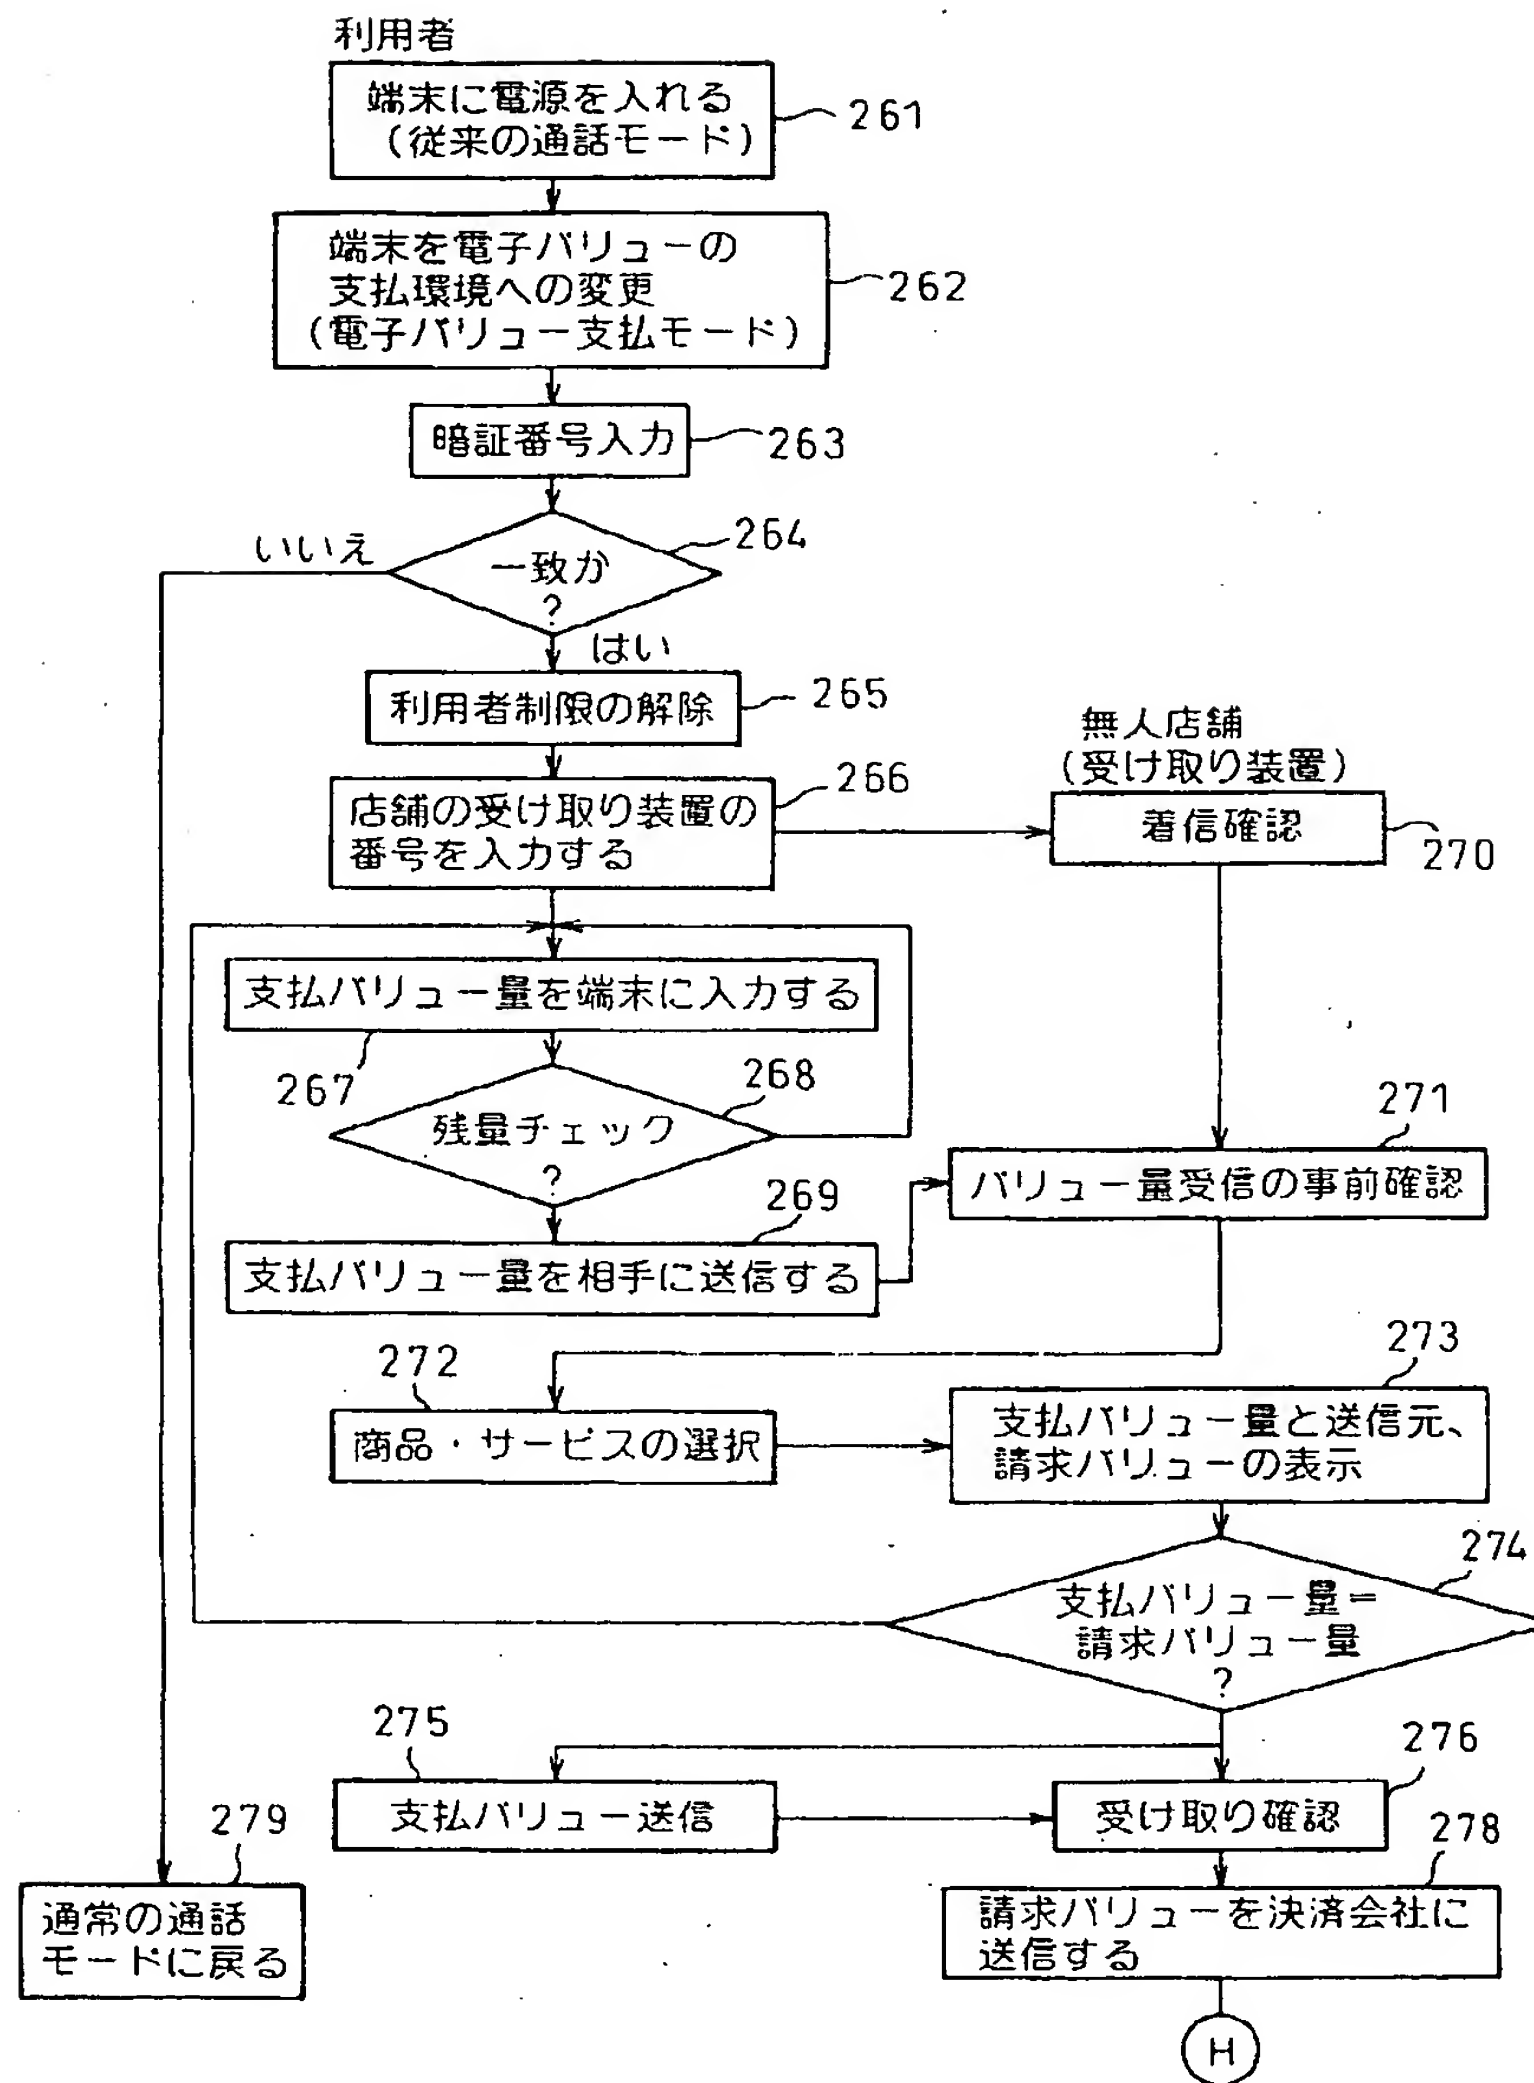 利用者
端末に電源を入れる
(従来の通話モード)
261
端末を電子バリューの
支払環境への変更
(電子バリュー支払モード)
262
暗証番号入力
263
264
いいえ
一致か
?
はい
利用者制限の解除
265
無人店舗
(受け取り装置)
店舗の受け取り装置の
番号を入力する
266
着信確認
270
支払バリュー量を端末に入力する
267
268
残量チェック
?
271
バリュー量受信の事前確認
269
支払バリュー量を相手に送信する
272
商品・サービスの選択
273
支払バリュー量と送信元、
請求バリューの表示
274
支払バリュー量=
請求バリュー量
?
275
支払バリュー送信
276
受け取り確認
278
請求バリューを決済会社に
送信する
279
通常の通話
モードに戻る
H